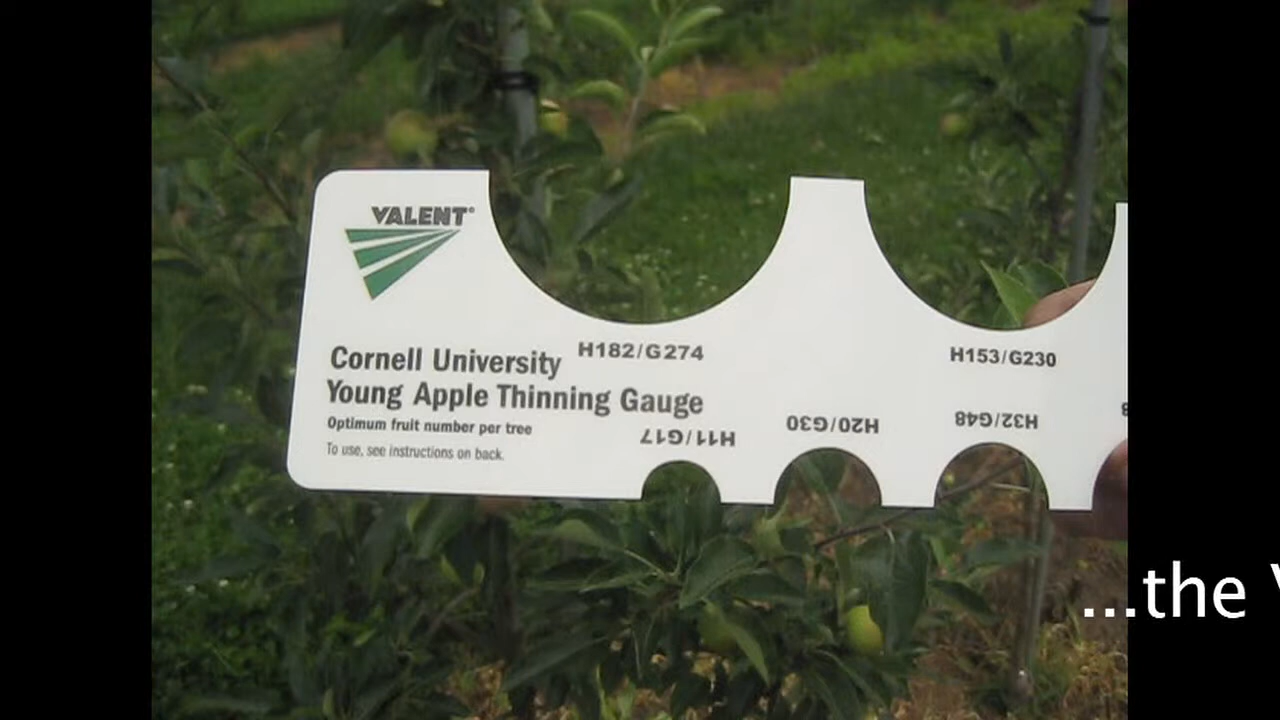 VALENT®
Cornell University
Young Apple Thinning Gauge
Optimum fruit number per tree
To use, see instructions on back.
H182/G274
H153/G230
H11/G17
H20/G30
H32/G48
...the